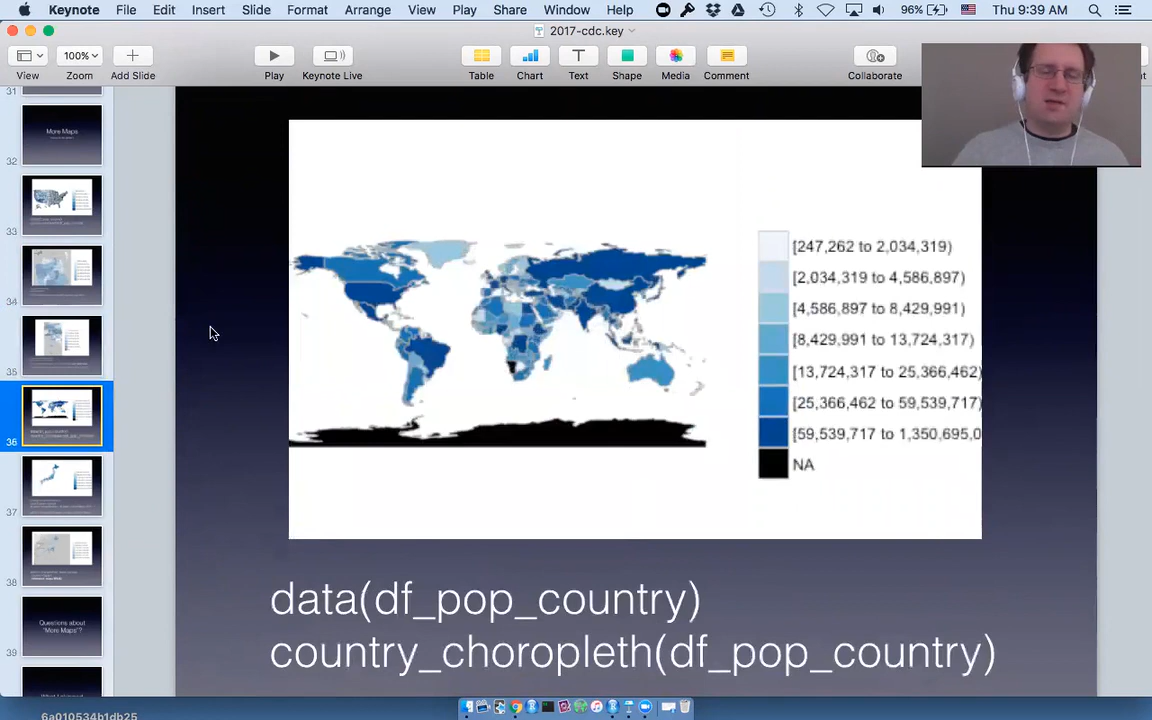 Keynote File Edit Insert Slide Format Arrange View Play Share Window Help 96% Thu 9:39 AM
2017-cdc.key
100%
View Zoom Add Slide Play Keynote Live Table Chart Text Shape Media Comment Collaborate
31
More Maps
32
33
34
35
36
37
38
Questions about
"More Maps"?
39
[247,262 to 2,034,319)
[2,034,319 to 4,586,897)
[4,586,897 to 8,429,991)
[8,429,991 to 13,724,317)
[13,724,317 to 25,366,462)
[25,366,462 to 59,539,717)
[59,539,717 to 1,350,695,0
NA
data(df_pop_country)
country_choropleth(df_pop_country)
6a010534b1db25